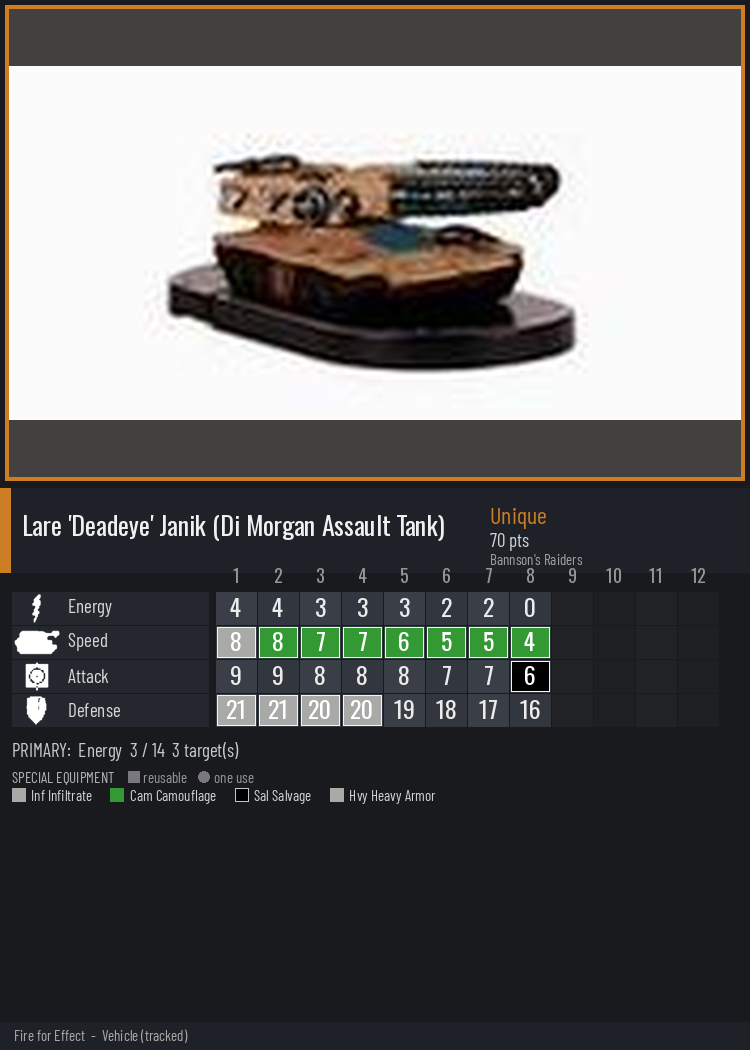 Lare 'Deadeye' Janik (Di Morgan Assault Tank)
Unique
70 pts
Bannson's Raiders
1 2 3 4 5 6 7 8 9 10 11 12
Energy 4 4 3 3 3 2 2 0
Speed 8 8 7 7 6 5 5 4
Attack 9 9 8 8 8 7 7 6
Defense 21 21 20 20 19 18 17 16
PRIMARY: Energy 3 / 14 3 target(s)
SPECIAL EQUIPMENT reusable one use
Inf Infiltrate Cam Camouflage Sal Salvage Hvy Heavy Armor
Fire for Effect - Vehicle (tracked)